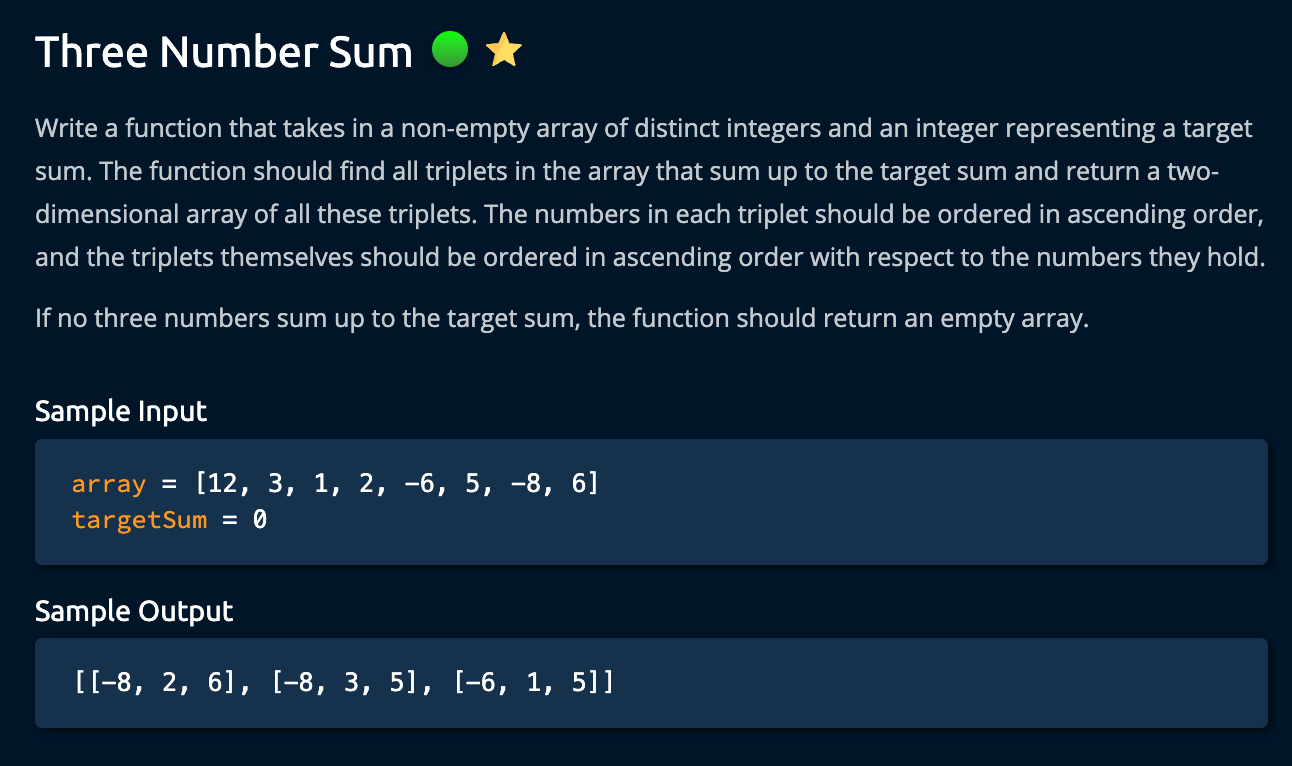 Three Number Sum
Write a function that takes in a non-empty array of distinct integers and an integer representing a target
sum. The function should find all triplets in the array that sum up to the target sum and return a two-
dimensional array of all these triplets. The numbers in each triplet should be ordered in ascending order,
and the triplets themselves should be ordered in ascending order with respect to the numbers they hold.
If no three numbers sum up to the target sum, the function should return an empty array.
Sample Input
array = [12, 3, 1, 2, -6, 5, -8, 6]
targetSum = 0
Sample Output
[[-8, 2, 6], [-8, 3, 5], [-6, 1, 5]]